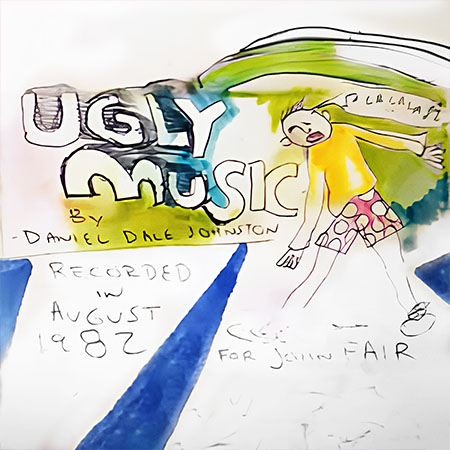 UGLY
MUSIC
♫ LA LA LA
BY
- DANIEL DALE JOHNSTON
RECORDED
IN
AUGUST
1982
FOR JOHN FAIR